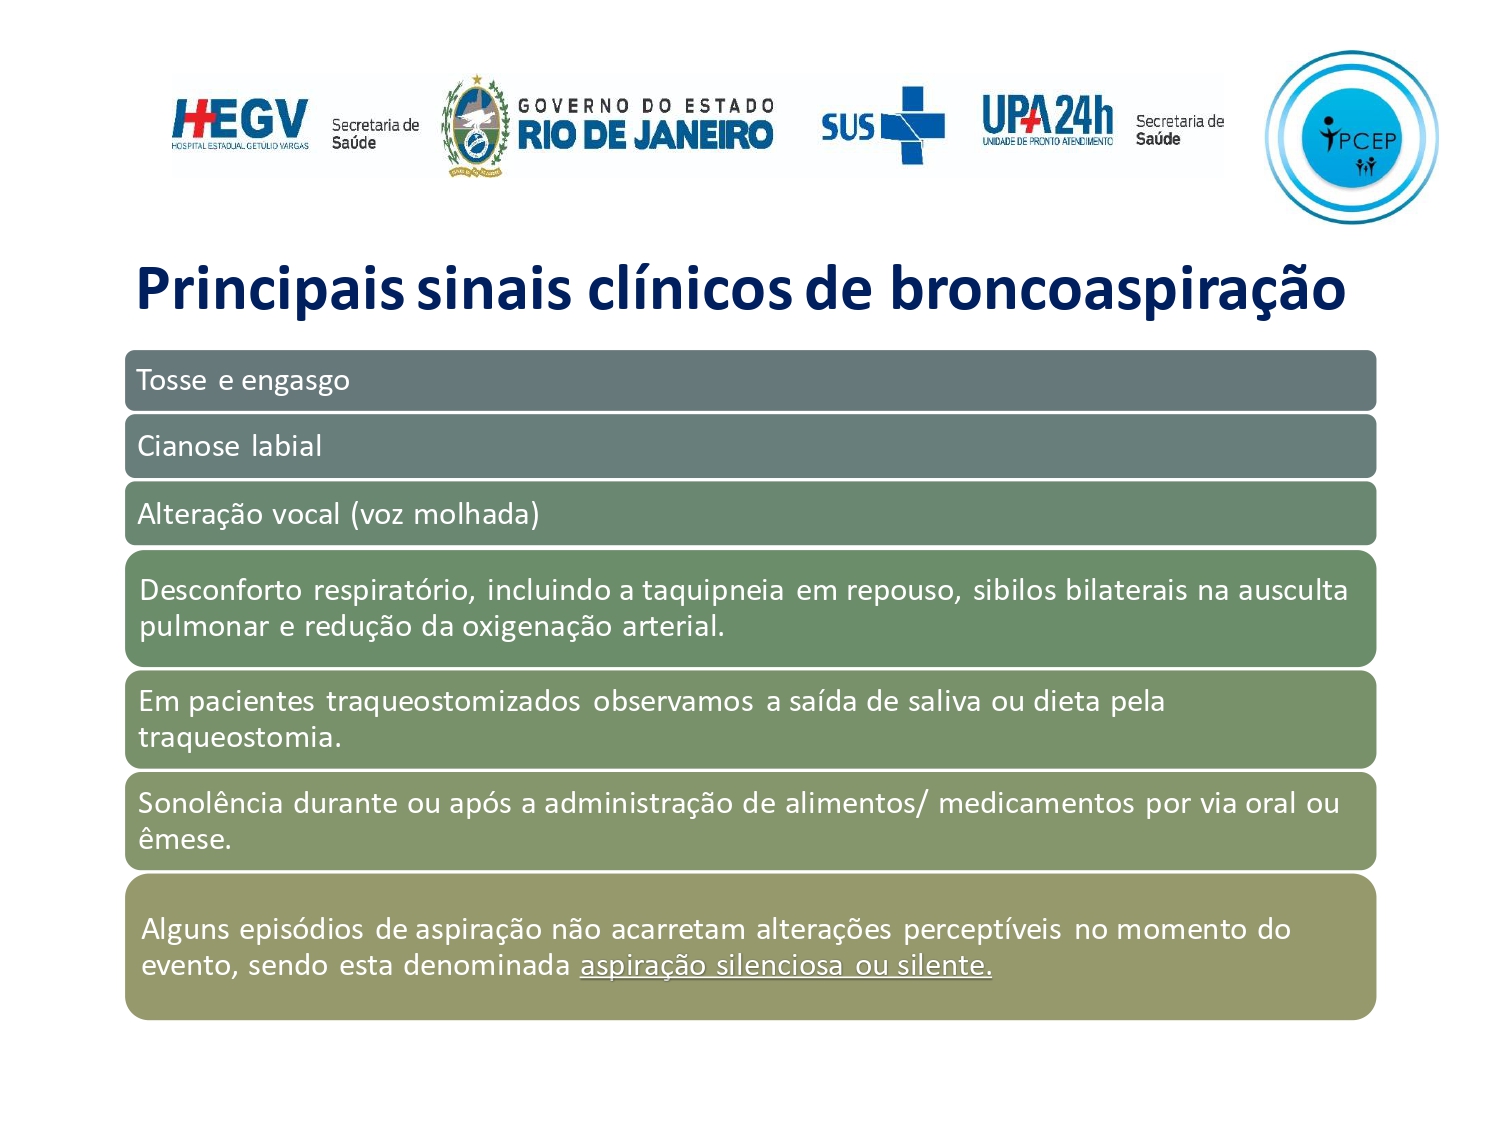 HEGV
HOSPITAL ESTADUAL GETÚLIO VARGAS
Secretaria de
Saúde
GOVERNO DO ESTADO
RIO DE JANEIRO
SUS
UPA 24h
UNIDADE DE PRONTO ATENDIMENTO
Secretaria de
Saúde
PCEP
Principais sinais clínicos de broncoaspiração
Tosse e engasgo
Cianose labial
Alteração vocal (voz molhada)
Desconforto respiratório, incluindo a taquipneia em repouso, sibilos bilaterais na ausculta
pulmonar e redução da oxigenação arterial.
Em pacientes traqueostomizados observamos a saída de saliva ou dieta pela
traqueostomia.
Sonolência durante ou após a administração de alimentos/ medicamentos por via oral ou
êmese.
Alguns episódios de aspiração não acarretam alterações perceptíveis no momento do
evento, sendo esta denominada aspiração silenciosa ou silente.